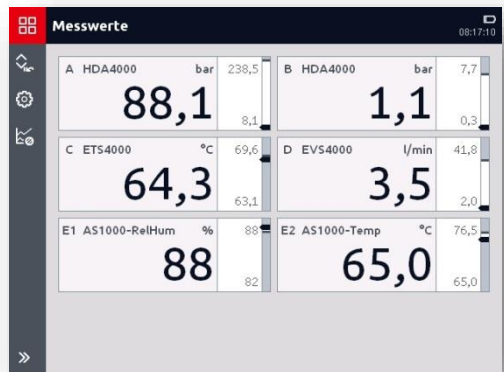 Messwerte
08:17:10
A HDA4000 bar 238,5
88,1
8,1
B HDA4000 bar 7,7
1,1
0,3
C ETS4000 °C 69,6
64,3
63,1
D EVS4000 l/min 41,8
3,5
2,0
E1 AS1000-RelHum % 88
88
82
E2 AS1000-Temp °C 76,5
65,0
65,0